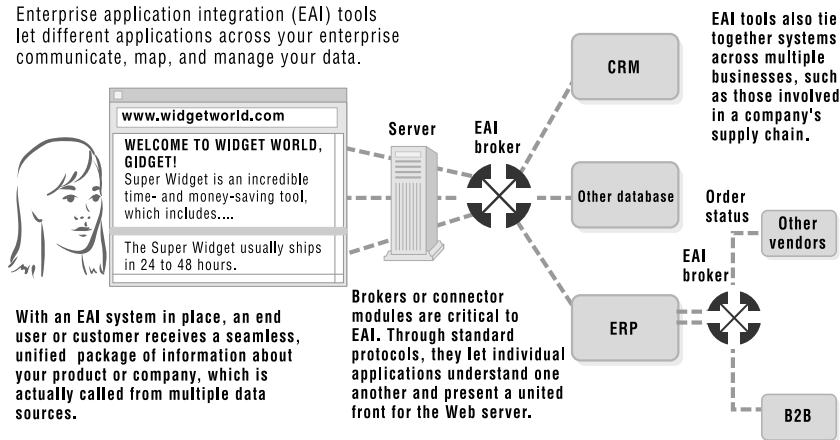 Enterprise application integration (EAI) tools
let different applications across your enterprise
communicate, map, and manage your data.
www.widgetworld.com
WELCOME TO WIDGET WORLD,
GIDGET!
Super Widget is an incredible
time- and money-saving tool,
which includes....
The Super Widget usually ships
in 24 to 48 hours.
With an EAI system in place, an end
user or customer receives a seamless,
unified package of information about
your product or company, which is
actually called from multiple data
sources.
Server
EAI
broker
Brokers or connector
modules are critical to
EAI. Through standard
protocols, they let individual
applications understand one
another and present a united
front for the Web server.
CRM
Other database
ERP
EAI tools also tie
together systems
across multiple
businesses, such
as those involved
in a company's
supply chain.
Order
status
EAI
broker
Other
vendors
B2B